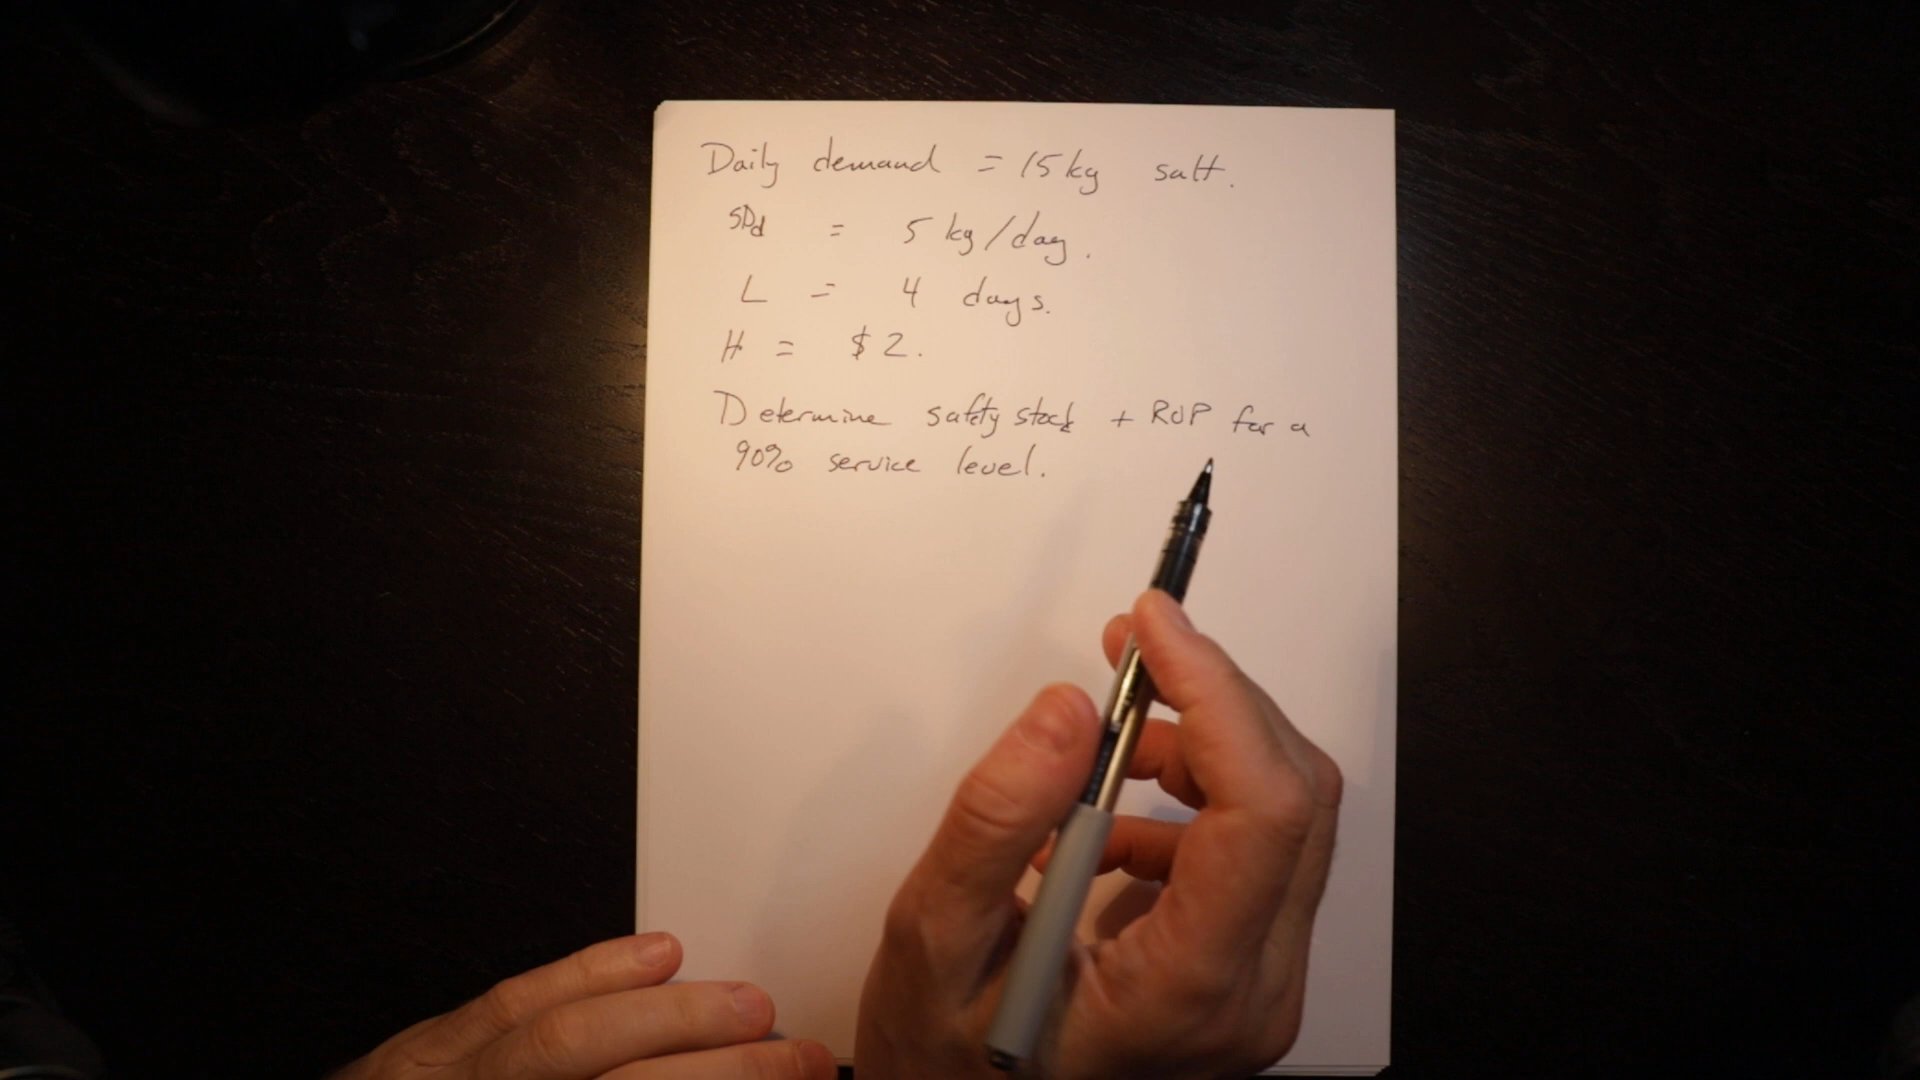 Daily demand = 15 kg salt.
SDd = 5 kg/day.
L = 4 days.
H = $2.
Determine safety stock + ROP for a
90% service level.